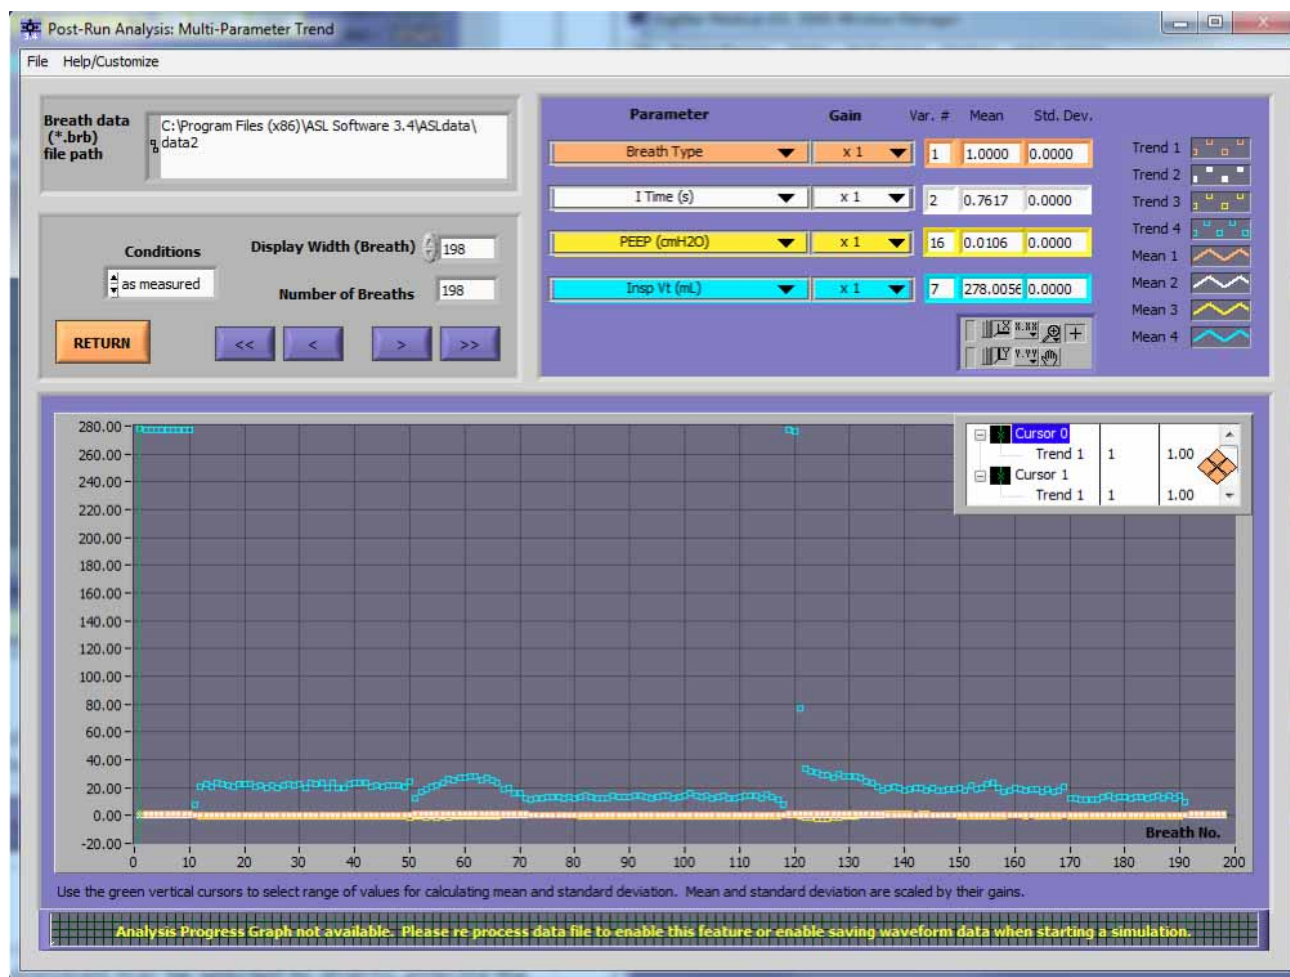 Post-Run Analysis: Multi-Parameter Trend
File Help/Customize
Breath data
(*.brb)
file path
C:\Program Files (x86)\ASL Software 3.4\ASLdata\
data2
Conditions
as measured
Display Width (Breath) 198
Number of Breaths 198
RETURN << < > >>
Parameter Gain Var. # Mean Std. Dev.
Breath Type x 1 1 1.0000 0.0000
I Time (s) x 1 2 0.7617 0.0000
PEEP (cmH2O) x 1 16 0.0106 0.0000
Insp Vt (mL) x 1 7 278.0056 0.0000
Trend 1
Trend 2
Trend 3
Trend 4
Mean 1
Mean 2
Mean 3
Mean 4
X x.xx
Y y.yy
Cursor 0
Trend 1 1 1.00
Cursor 1
Trend 1 1 1.00
280.00
260.00
240.00
220.00
200.00
180.00
160.00
140.00
120.00
100.00
80.00
60.00
40.00
20.00
0.00
-20.00
Breath No.
0 10 20 30 40 50 60 70 80 90 100 110 120 130 140 150 160 170 180 190 200
Use the green vertical cursors to select range of values for calculating mean and standard deviation. Mean and standard deviation are scaled by their gains.
Analysis Progress Graph not available. Please re process data file to enable this feature or enable saving waveform data when starting a simulation.